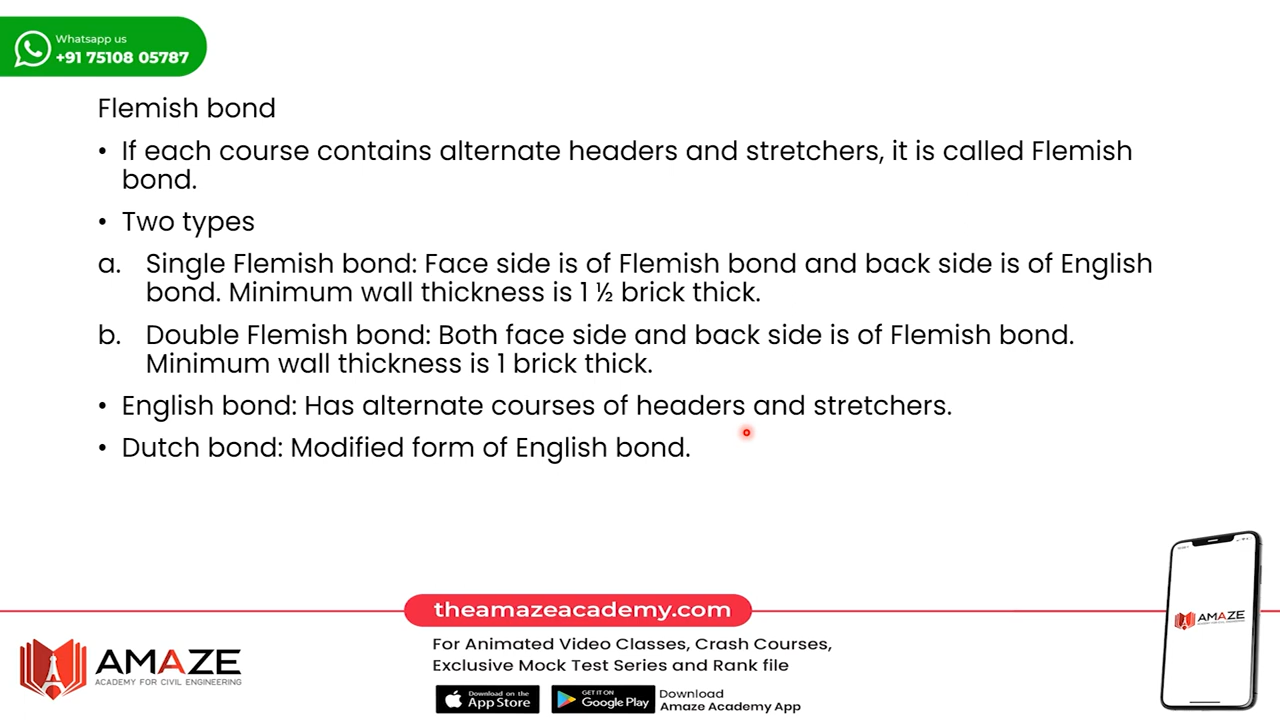 Whatsapp us
+91 75108 05787
Flemish bond
• If each course contains alternate headers and stretchers, it is called Flemish
bond.
• Two types
a. Single Flemish bond: Face side is of Flemish bond and back side is of English
bond. Minimum wall thickness is 1 ½ brick thick.
b. Double Flemish bond: Both face side and back side is of Flemish bond.
Minimum wall thickness is 1 brick thick.
• English bond: Has alternate courses of headers and stretchers.
• Dutch bond: Modified form of English bond.
theamazeacademy.com
AMAZE
ACADEMY FOR CIVIL ENGINEERING
For Animated Video Classes, Crash Courses,
Exclusive Mock Test Series and Rank file
Download on the
App Store
GET IT ON
Google Play
Download
Amaze Academy App
AMAZE